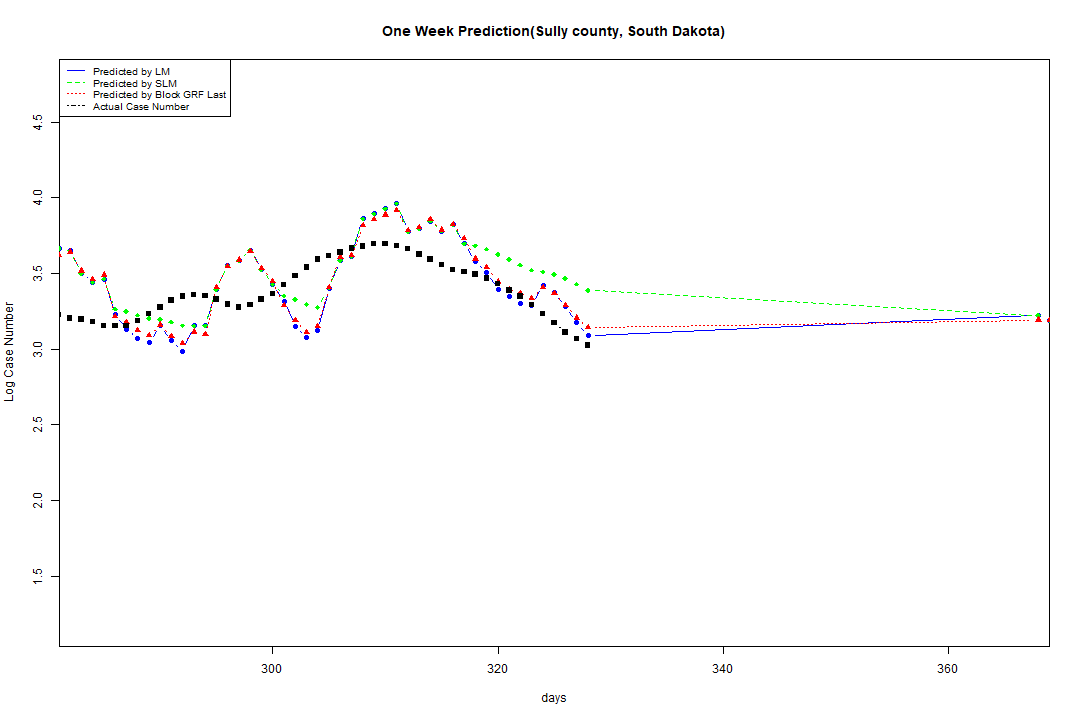 One Week Prediction(Sully county, South Dakota)
Predicted by LM
Predicted by SLM
Predicted by Block GRF Last
Actual Case Number
4.5
4.0
3.5
3.0
2.5
2.0
1.5
Log Case Number
300 320 340 360
days